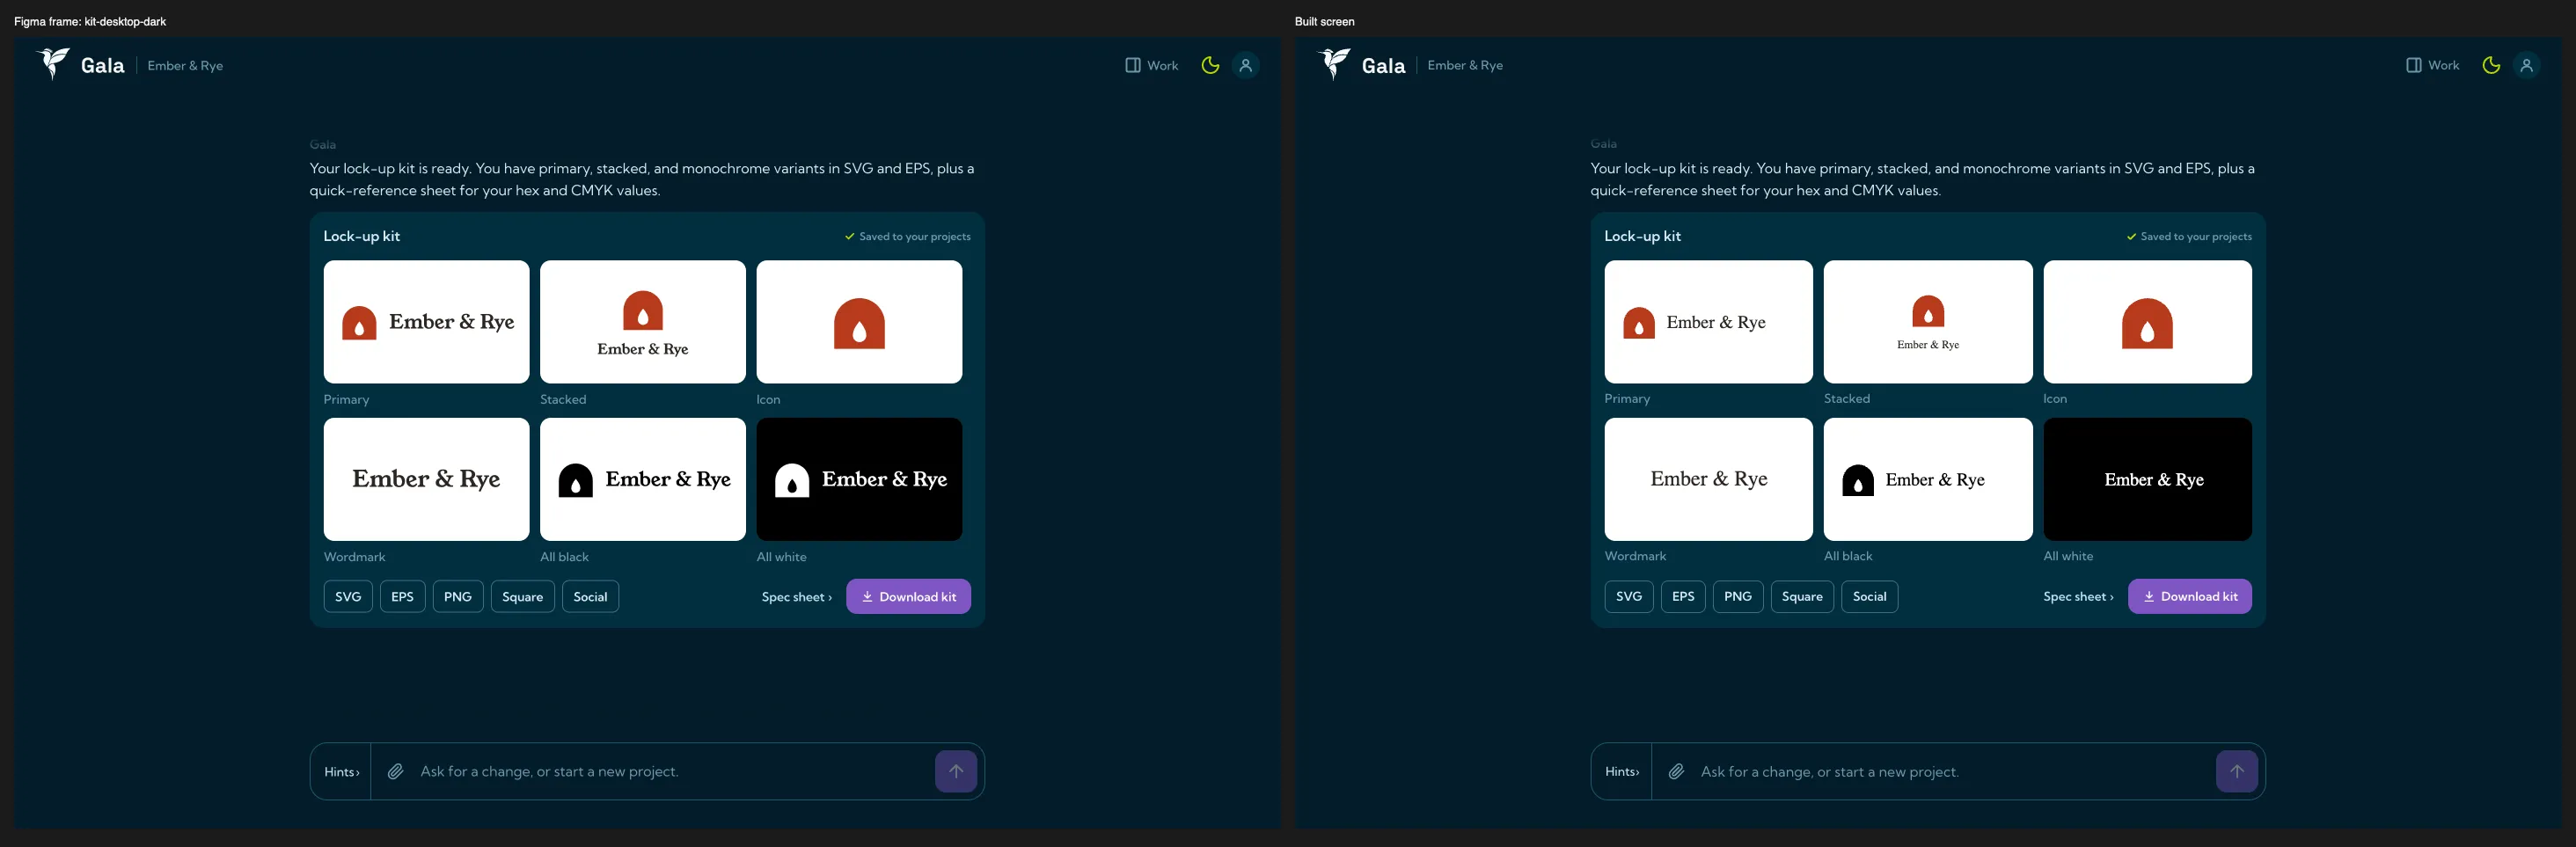 Figma frame: kit-desktop-dark
Gala
Ember & Rye
Work
Gala
Your lock-up kit is ready. You have primary, stacked, and monochrome variants in SVG and EPS, plus a
quick-reference sheet for your hex and CMYK values.
Lock-up kit
Saved to your projects
Ember & Rye
Ember & Rye
Primary
Stacked
Icon
Ember & Rye
Ember & Rye
Ember & Rye
Wordmark
All black
All white
SVG
EPS
PNG
Square
Social
Spec sheet ›
Download kit
Hints›
Ask for a change, or start a new project.
Built screen
Gala
Ember & Rye
Work
Gala
Your lock-up kit is ready. You have primary, stacked, and monochrome variants in SVG and EPS, plus a
quick-reference sheet for your hex and CMYK values.
Lock-up kit
Saved to your projects
Ember & Rye
Ember & Rye
Primary
Stacked
Icon
Ember & Rye
Ember & Rye
Ember & Rye
Wordmark
All black
All white
SVG
EPS
PNG
Square
Social
Spec sheet ›
Download kit
Hints›
Ask for a change, or start a new project.